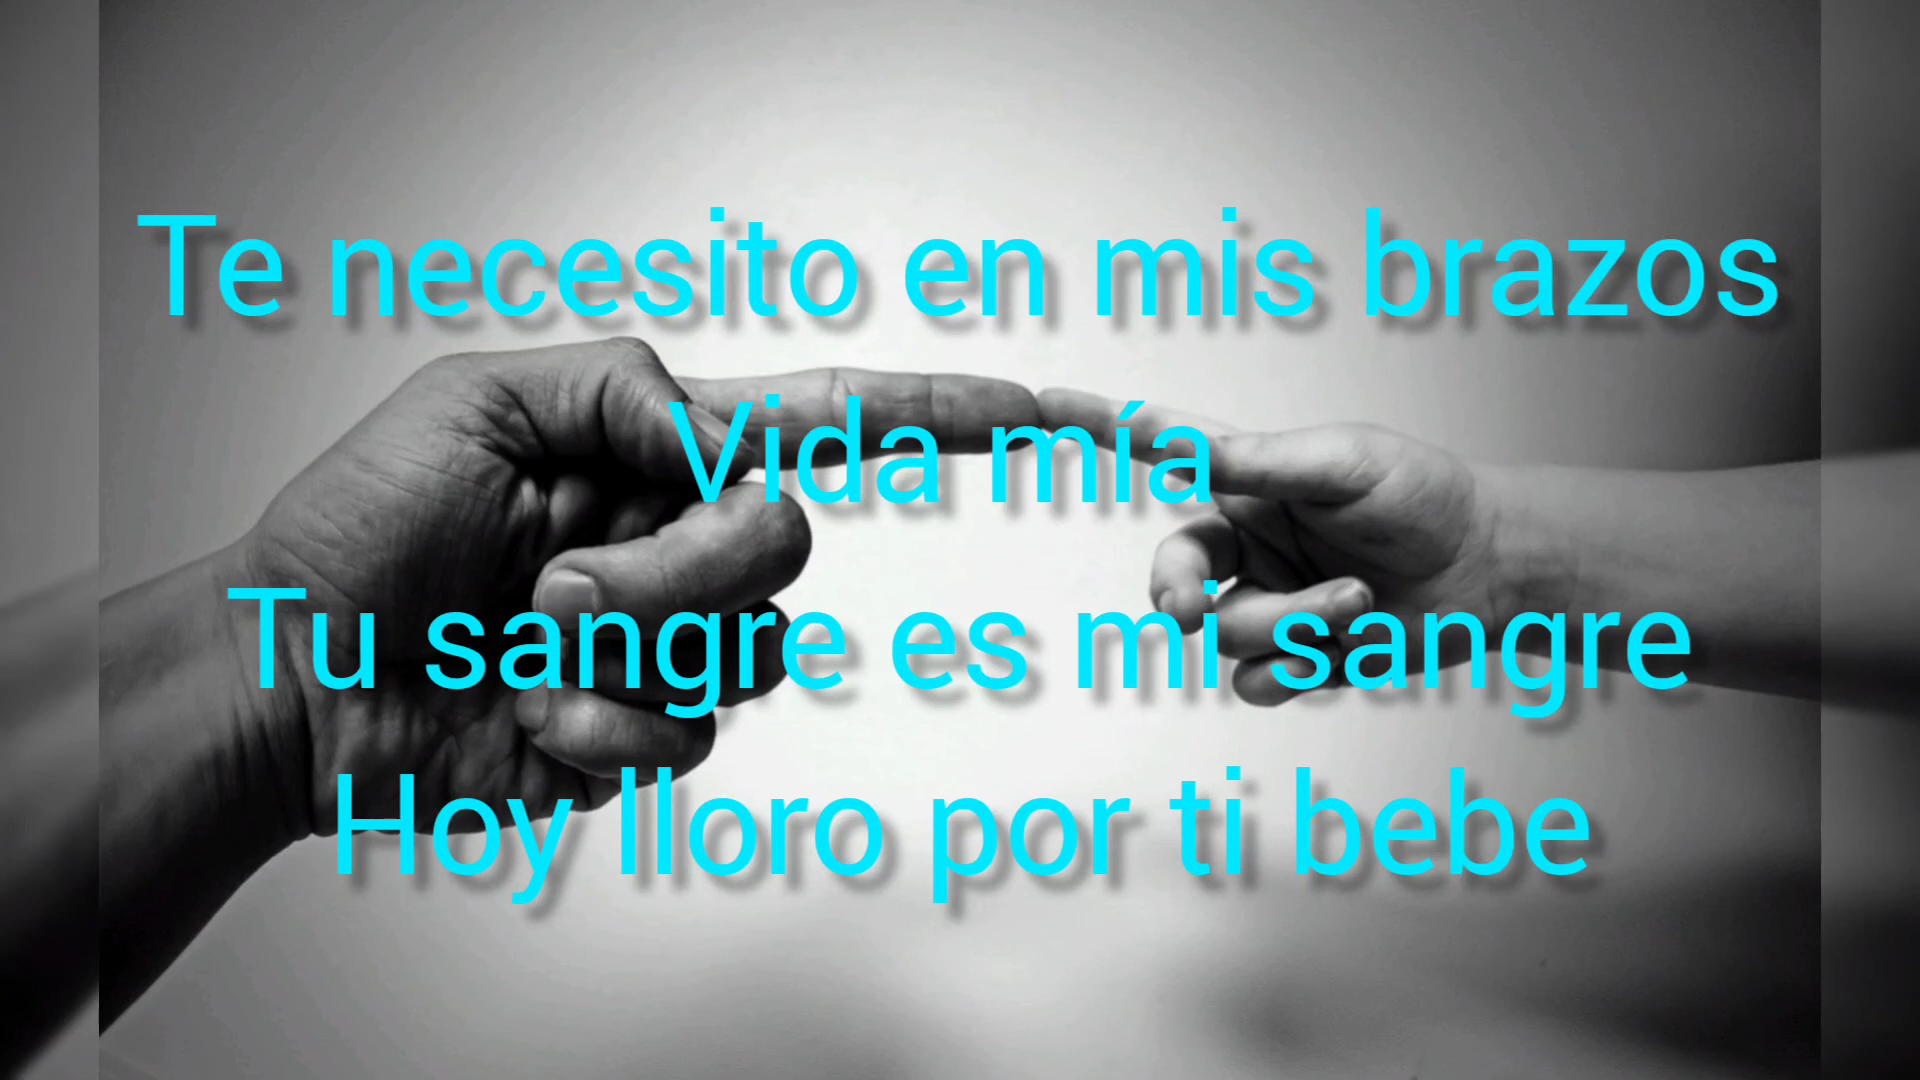 Te necesito en mis brazos
Vida mía
Tu sangre es mi sangre
Hoy lloro por ti bebe